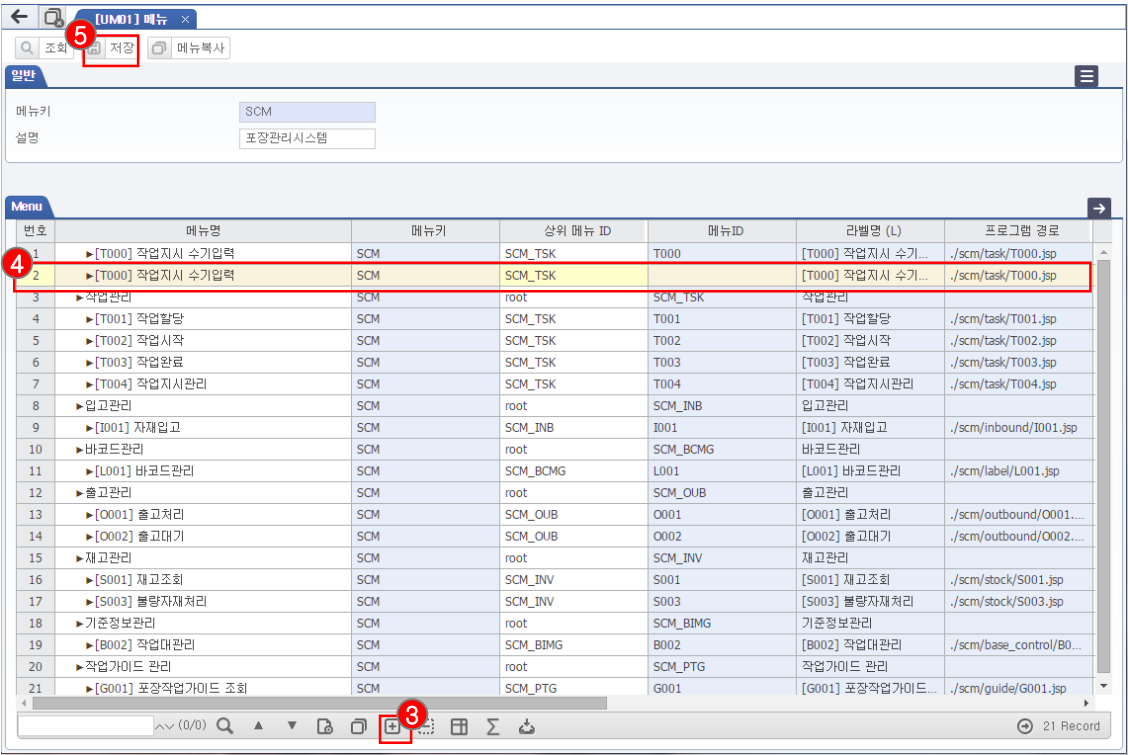 [UM01] 메뉴 ×
5
조회 저장 메뉴복사
일반
메뉴키 SCM
설명 포장관리시스템
Menu
번호 메뉴명 메뉴키 상위 메뉴 ID 메뉴ID 라벨명 (L) 프로그램 경로
1 ►[T000] 작업지시 수기입력 SCM SCM_TSK T000 [T000] 작업지시 수기... ./scm/task/T000.jsp
4
2 ►[T000] 작업지시 수기입력 SCM SCM_TSK [T000] 작업지시 수기... ./scm/task/T000.jsp
3 ►작업관리 SCM root SCM_TSK 작업관리
4 ►[T001] 작업할당 SCM SCM_TSK T001 [T001] 작업할당 ./scm/task/T001.jsp
5 ►[T002] 작업시작 SCM SCM_TSK T002 [T002] 작업시작 ./scm/task/T002.jsp
6 ►[T003] 작업완료 SCM SCM_TSK T003 [T003] 작업완료 ./scm/task/T003.jsp
7 ►[T004] 작업지시관리 SCM SCM_TSK T004 [T004] 작업지시관리 ./scm/task/T004.jsp
8 ►입고관리 SCM root SCM_INB 입고관리
9 ►[I001] 자재입고 SCM SCM_INB I001 [I001] 자재입고 ./scm/inbound/I001.jsp
10 ►바코드관리 SCM root SCM_BCMG 바코드관리
11 ►[L001] 바코드관리 SCM SCM_BCMG L001 [L001] 바코드관리 ./scm/label/L001.jsp
12 ►출고관리 SCM root SCM_OUB 출고관리
13 ►[O001] 출고처리 SCM SCM_OUB O001 [O001] 출고처리 ./scm/outbound/O001....
14 ►[O002] 출고대기 SCM SCM_OUB O002 [O002] 출고대기 ./scm/outbound/O002....
15 ►재고관리 SCM root SCM_INV 재고관리
16 ►[S001] 재고조회 SCM SCM_INV S001 [S001] 재고조회 ./scm/stock/S001.jsp
17 ►[S003] 불량자재처리 SCM SCM_INV S003 [S003] 불량자재처리 ./scm/stock/S003.jsp
18 ►기준정보관리 SCM root SCM_BIMG 기준정보관리
19 ►[B002] 작업대관리 SCM SCM_BIMG B002 [B002] 작업대관리 ./scm/base_control/B0...
20 ►작업가이드 관리 SCM root SCM_PTG 작업가이드 관리
21 ►[G001] 포장작업가이드 조회 SCM SCM_PTG G001 [G001] 포장작업가이드... ./scm/guide/G001.jsp
3
(0/0) 21 Record